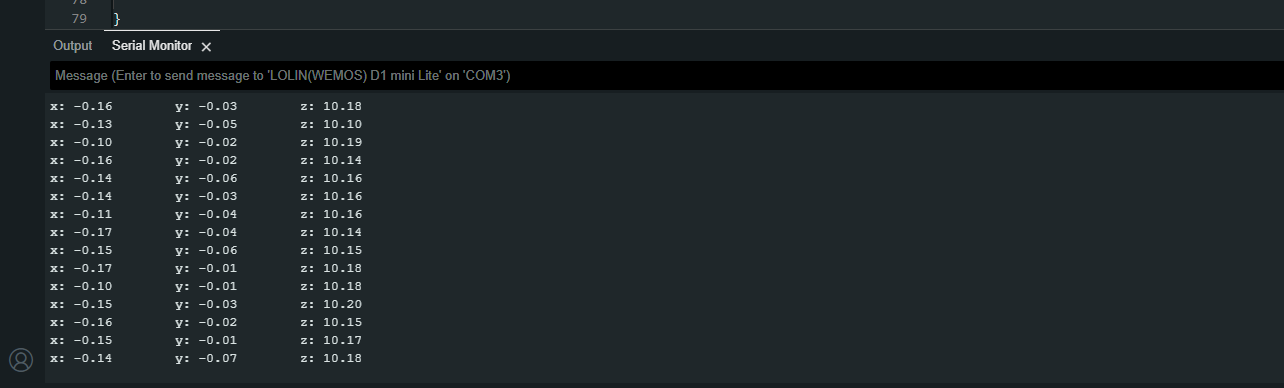 79 }
Output Serial Monitor
Message (Enter to send message to 'LOLIN(WEMOS) D1 mini Lite' on 'COM3')
x: -0.16 y: -0.03 z: 10.18
x: -0.13 y: -0.05 z: 10.10
x: -0.10 y: -0.02 z: 10.19
x: -0.16 y: -0.02 z: 10.14
x: -0.14 y: -0.06 z: 10.16
x: -0.14 y: -0.03 z: 10.16
x: -0.11 y: -0.04 z: 10.16
x: -0.17 y: -0.04 z: 10.14
x: -0.15 y: -0.06 z: 10.15
x: -0.17 y: -0.01 z: 10.18
x: -0.10 y: -0.01 z: 10.18
x: -0.15 y: -0.03 z: 10.20
x: -0.16 y: -0.02 z: 10.15
x: -0.15 y: -0.01 z: 10.17
x: -0.14 y: -0.07 z: 10.18